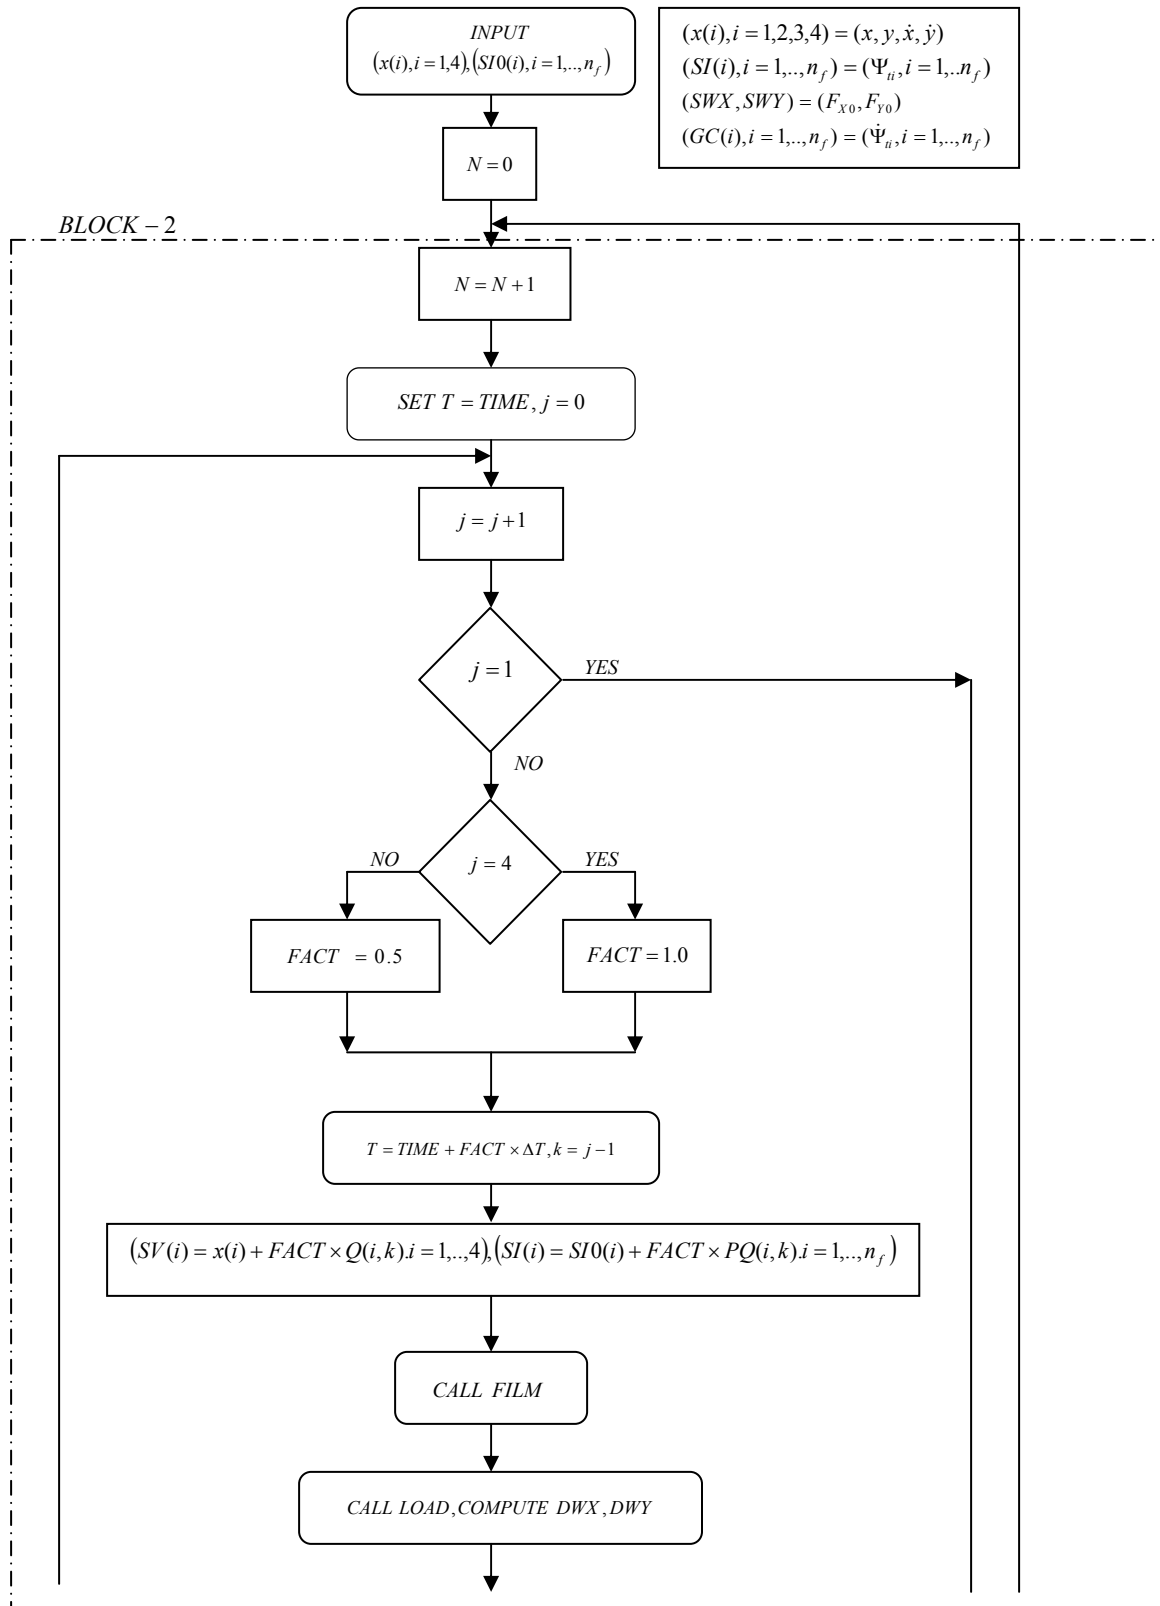 INPUT
(x(i), i = 1,4), (SI0(i), i = 1,.., n_f)
(x(i), i = 1,2,3,4) = (x, y, ẋ, ẏ)
(SI(i), i = 1,.., n_f) = (Ψ_ti, i = 1,..n_f)
(SWX, SWY) = (F_X0, F_Y0)
(GC(i), i = 1,.., n_f) = (Ψ̇_ti, i = 1,.., n_f)
N = 0
BLOCK − 2
N = N + 1
SET T = TIME, j = 0
j = j + 1
j = 1
YES
NO
j = 4
NO
YES
FACT = 0.5
FACT = 1.0
T = TIME + FACT × ΔT, k = j − 1
(SV(i) = x(i) + FACT × Q(i,k).i = 1,..,4), (SI(i) = SI0(i) + FACT × PQ(i,k).i = 1,.., n_f)
CALL FILM
CALL LOAD, COMPUTE DWX, DWY